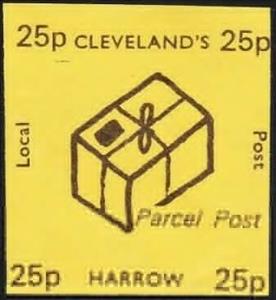 25p CLEVELAND'S 25p
Local
Post
Parcel Post
25p HARROW 25p